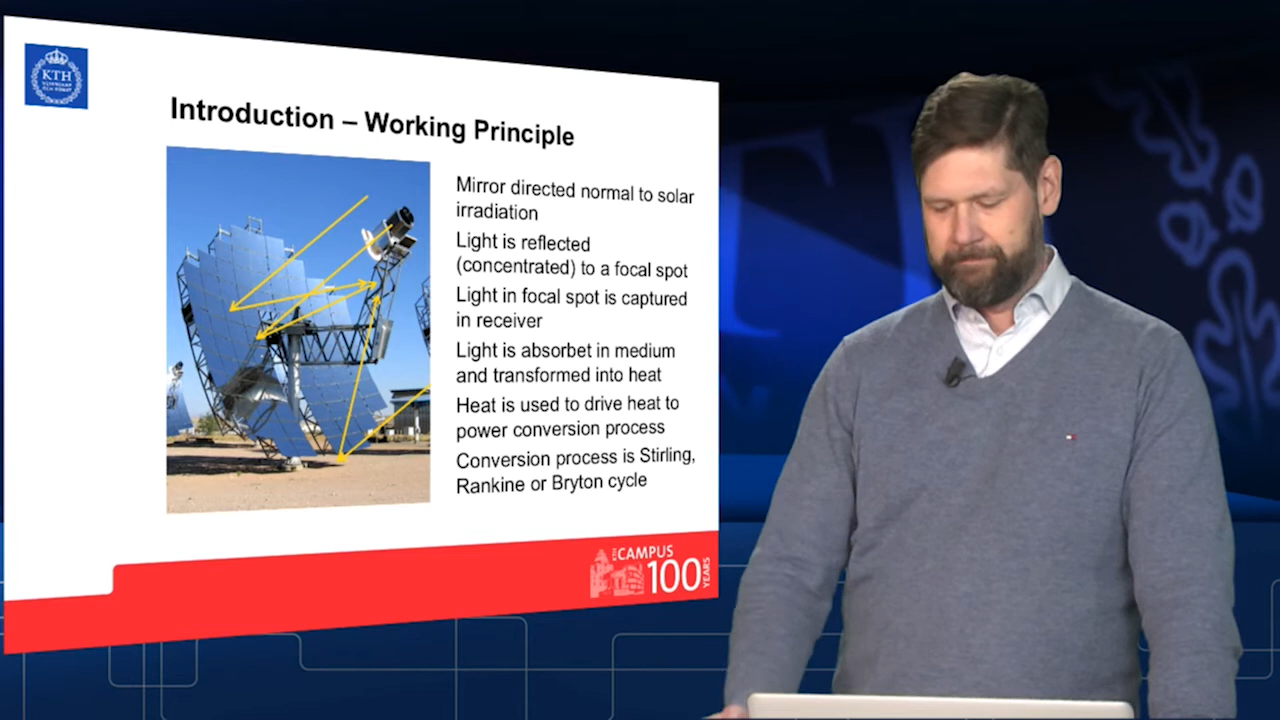 KTH
Introduction – Working Principle
Mirror directed normal to solar
irradiation
Light is reflected
(concentrated) to a focal spot
Light in focal spot is captured
in receiver
Light is absorbet in medium
and transformed into heat
Heat is used to drive heat to
power conversion process
Conversion process is Stirling,
Rankine or Bryton cycle
KTH CAMPUS
100 YEARS